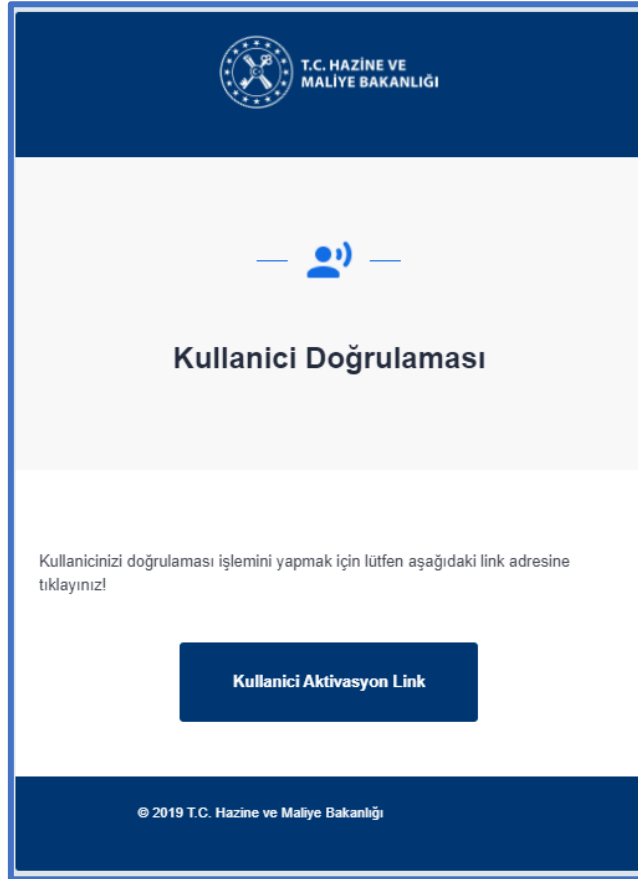 T.C. HAZİNE VE
MALİYE BAKANLIĞI
Kullanici Doğrulaması
Kullanicinizi doğrulaması işlemini yapmak için lütfen aşağıdaki link adresine
tıklayınız!
Kullanici Aktivasyon Link
© 2019 T.C. Hazine ve Maliye Bakanlığı